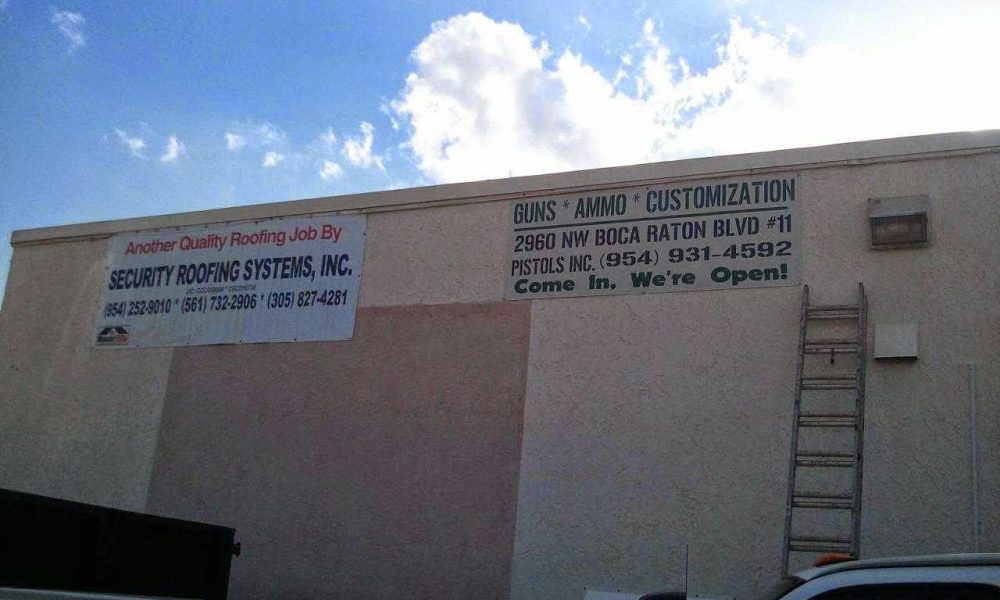 Another Quality Roofing Job By
SECURITY ROOFING SYSTEMS, INC.
(954) 252-9010 * (561) 732-2906 * (305) 827-4281
GUNS * AMMO * CUSTOMIZATION
2960 NW BOCA RATON BLVD #11
PISTOLS INC. (954) 931-4592
Come In, We're Open!